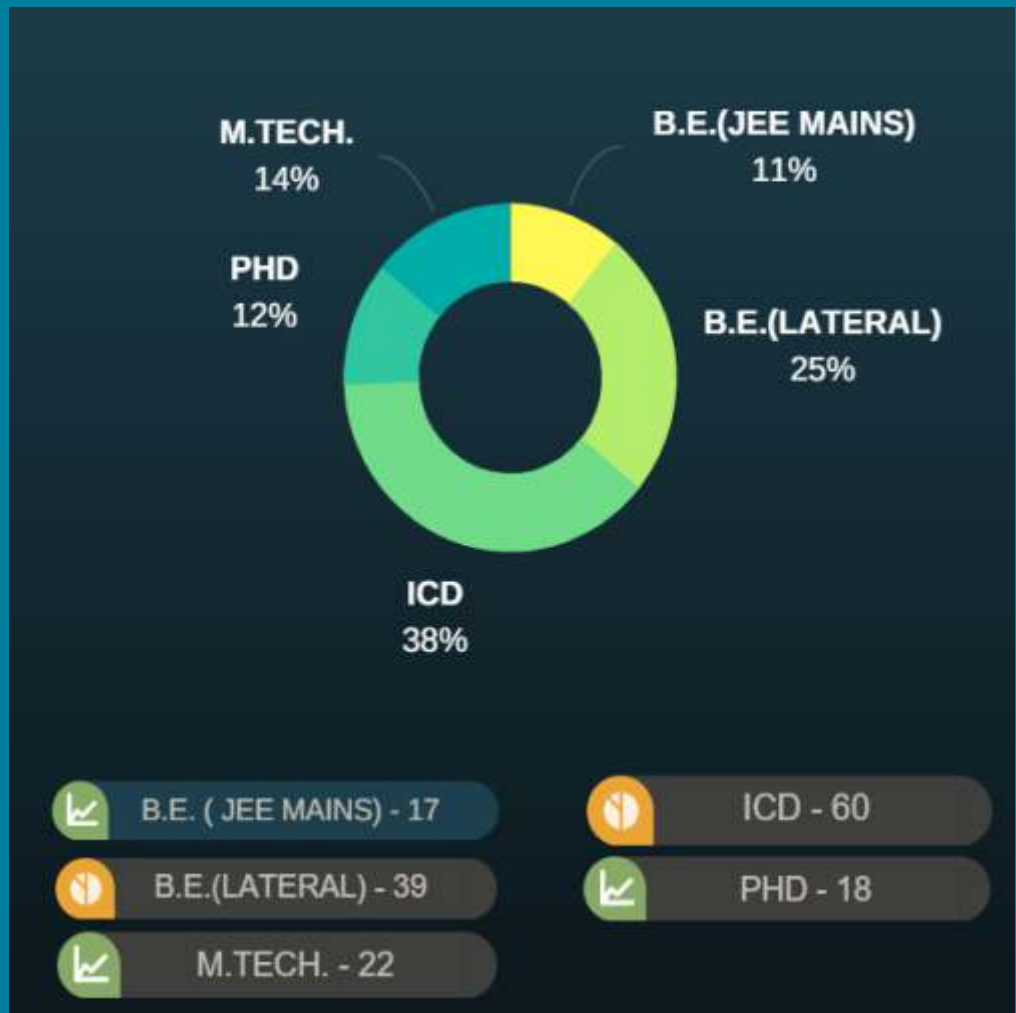 M.TECH.
14%
B.E.(JEE MAINS)
11%
PHD
12%
B.E.(LATERAL)
25%
ICD
38%
B.E. ( JEE MAINS) - 17
B.E.(LATERAL) - 39
M.TECH. - 22
ICD - 60
PHD - 18